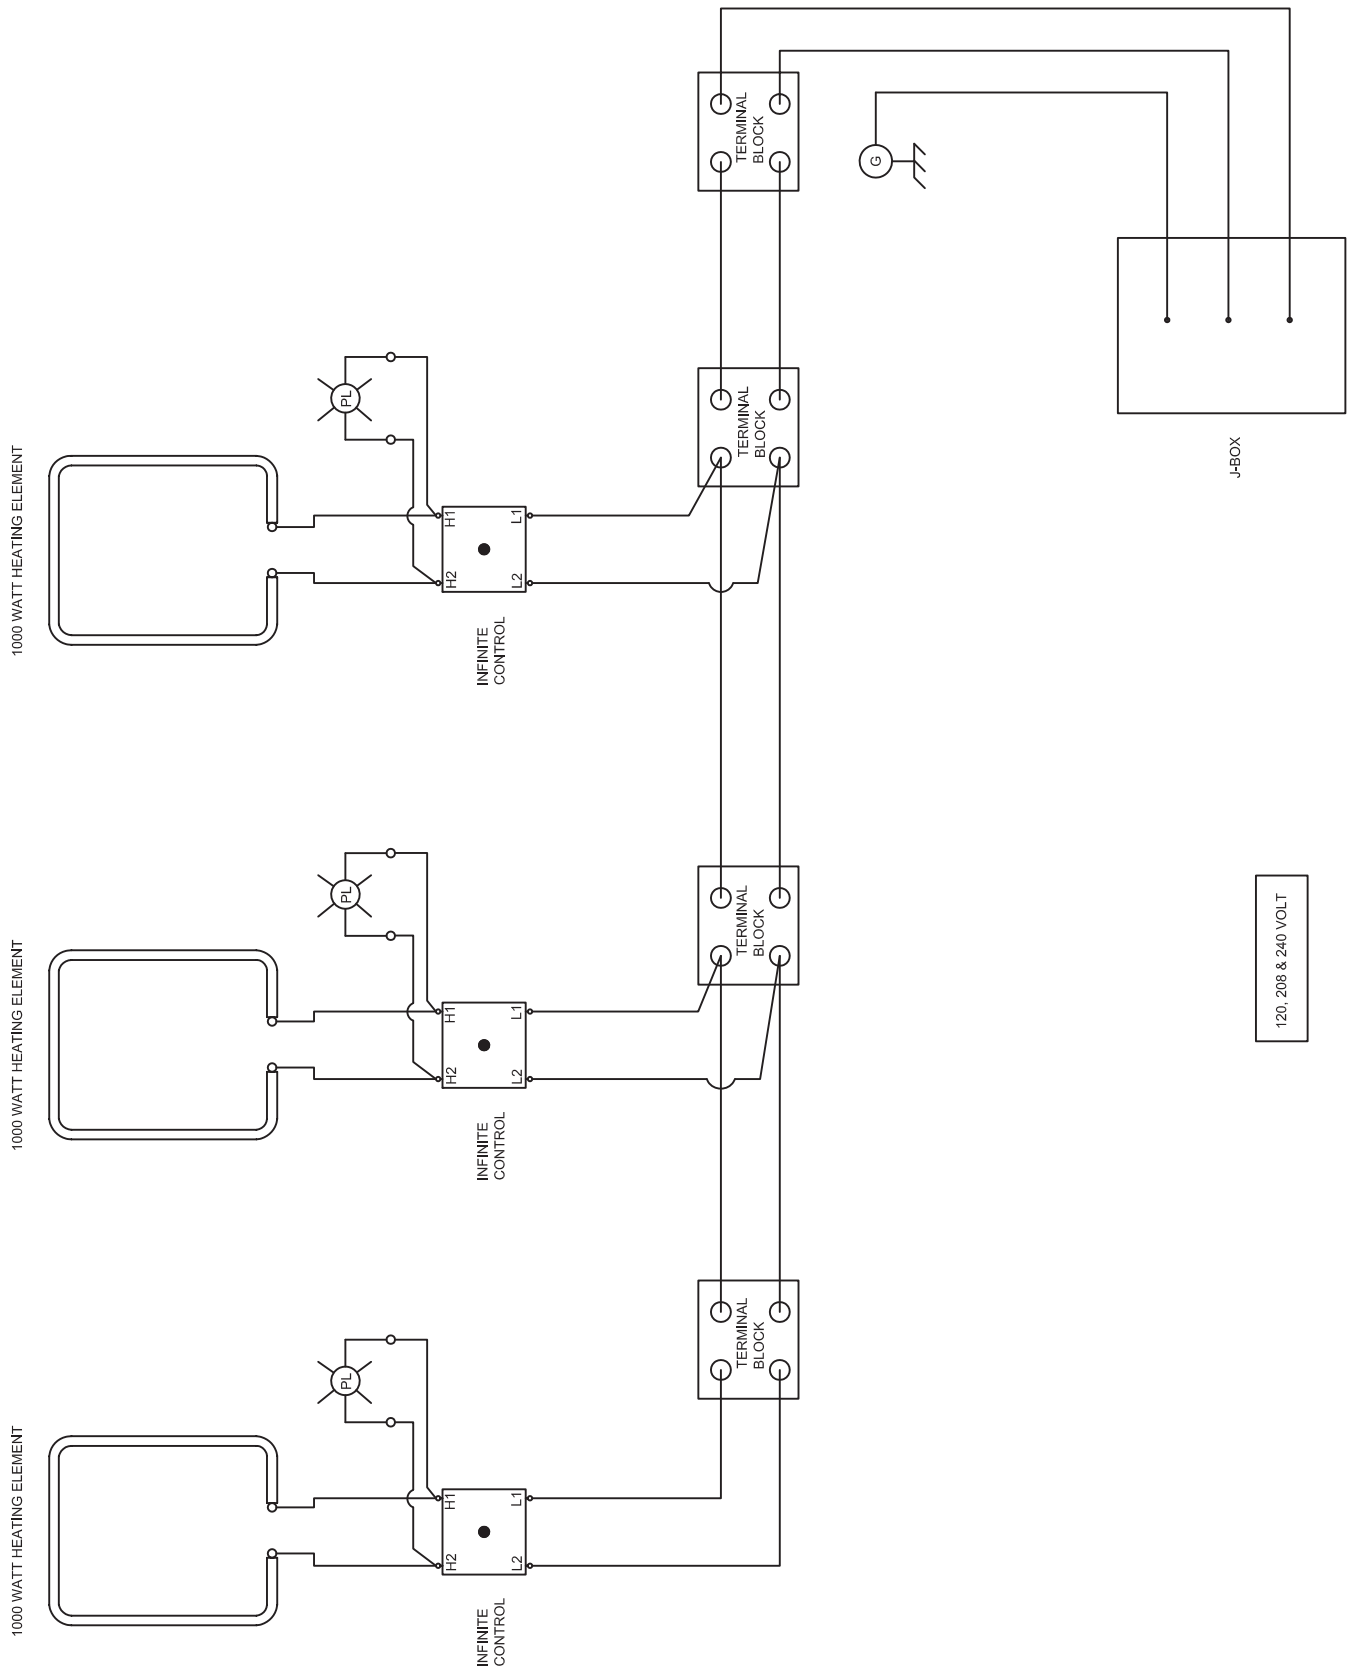 1000 WATT HEATING ELEMENT
PL
H1
H2
L1
L2
INFINITE
CONTROL
TERMINAL
BLOCK
1000 WATT HEATING ELEMENT
PL
H1
H2
L1
L2
INFINITE
CONTROL
TERMINAL
BLOCK
1000 WATT HEATING ELEMENT
PL
H1
H2
L1
L2
INFINITE
CONTROL
TERMINAL
BLOCK
TERMINAL
BLOCK
G
J-BOX
120, 208 & 240 VOLT